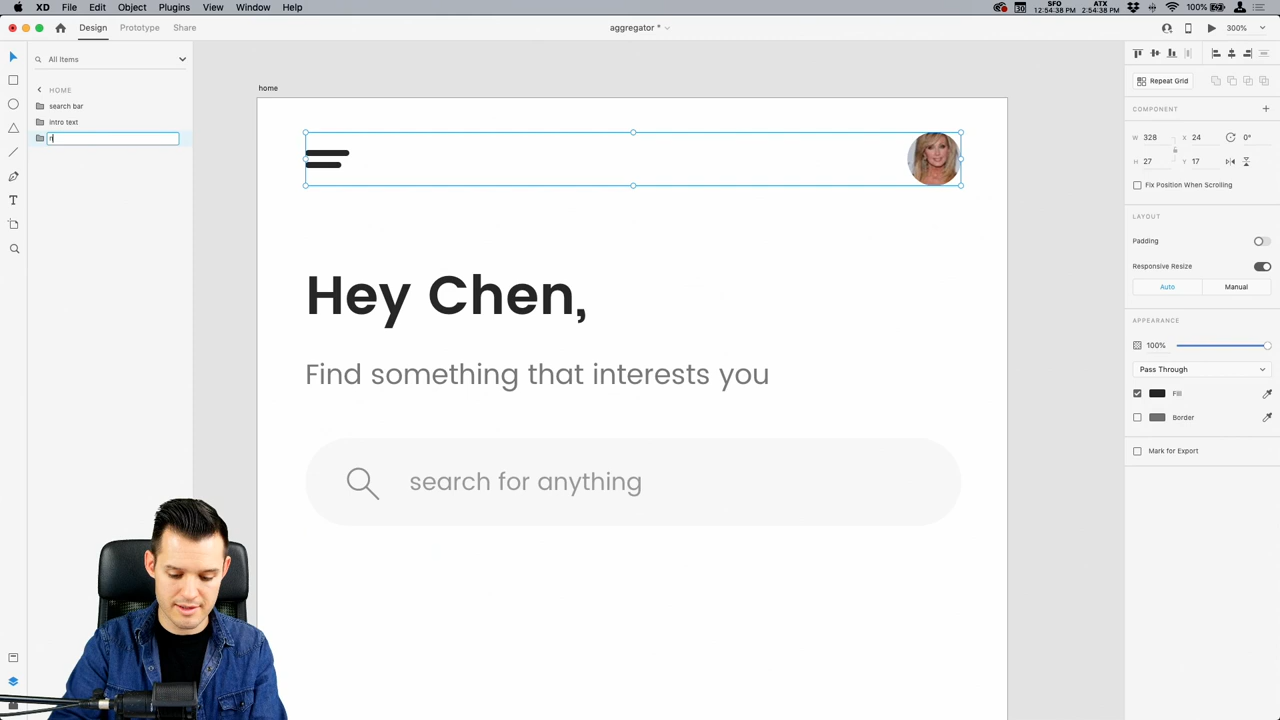 XD File Edit Object Plugins View Window Help
30 SFO 12:54:38 PM ATX 2:54:38 PM 100%
Design Prototype Share
aggregator *
300%
All Items
HOME
search bar
intro text
n
home
Hey Chen,
Find something that interests you
search for anything
Repeat Grid
COMPONENT
W 328 X 24 0°
H 27 Y 17
Fix Position When Scrolling
LAYOUT
Padding
Responsive Resize
Auto Manual
APPEARANCE
100%
Pass Through
Fill
Border
Mark for Export